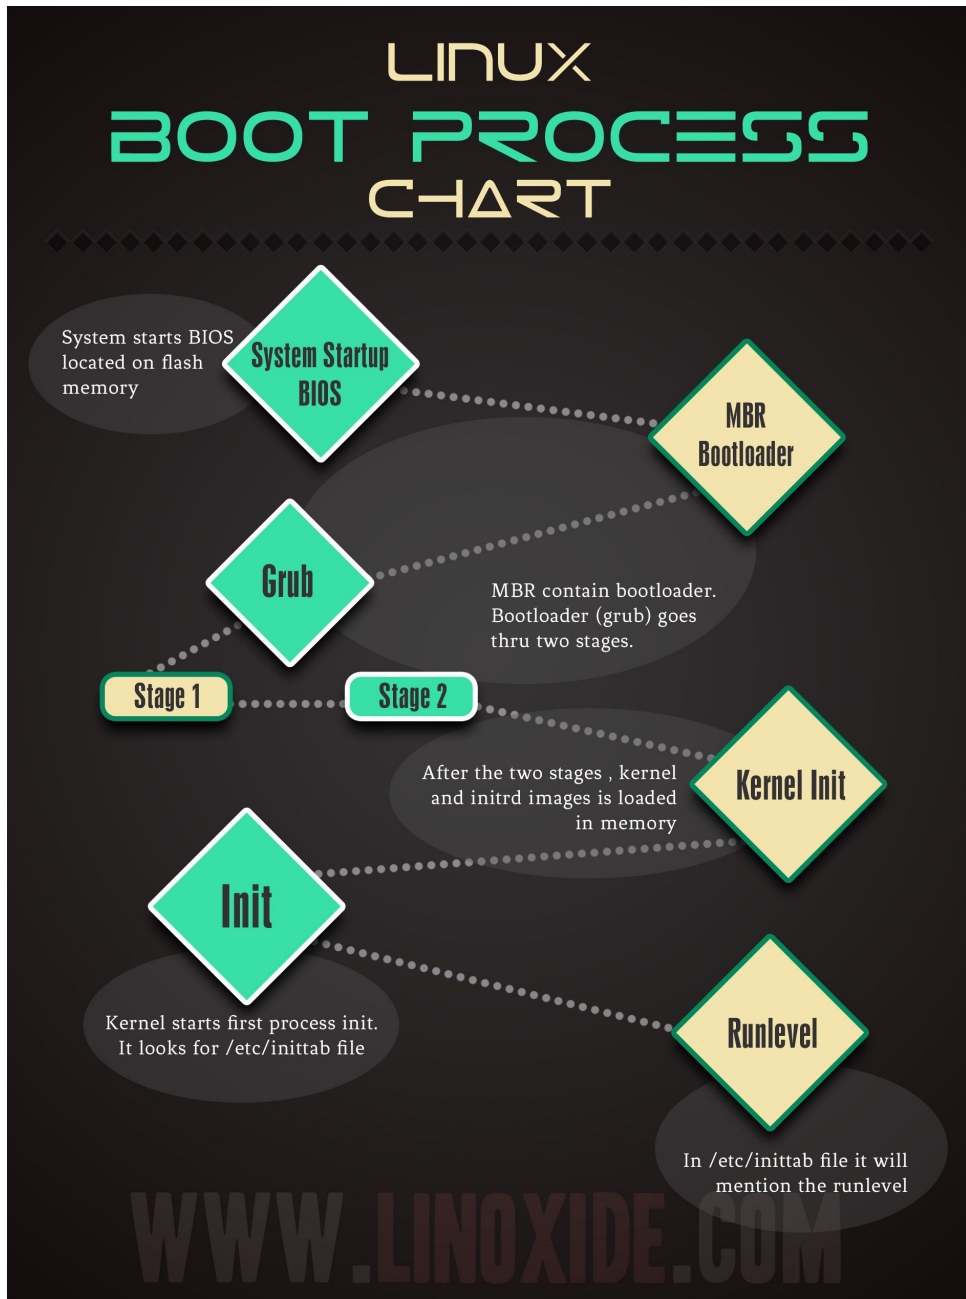 LINUX
BOOT PROCESS
CHART
System starts BIOS
located on flash
memory
System Startup
BIOS
MBR
Bootloader
Grub
MBR contain bootloader.
Bootloader (grub) goes
thru two stages.
Stage 1
Stage 2
After the two stages , kernel
and initrd images is loaded
in memory
Kernel Init
Init
Kernel starts first process init.
It looks for /etc/inittab file
Runlevel
In /etc/inittab file it will
mention the runlevel
WWW.LINOXIDE.COM